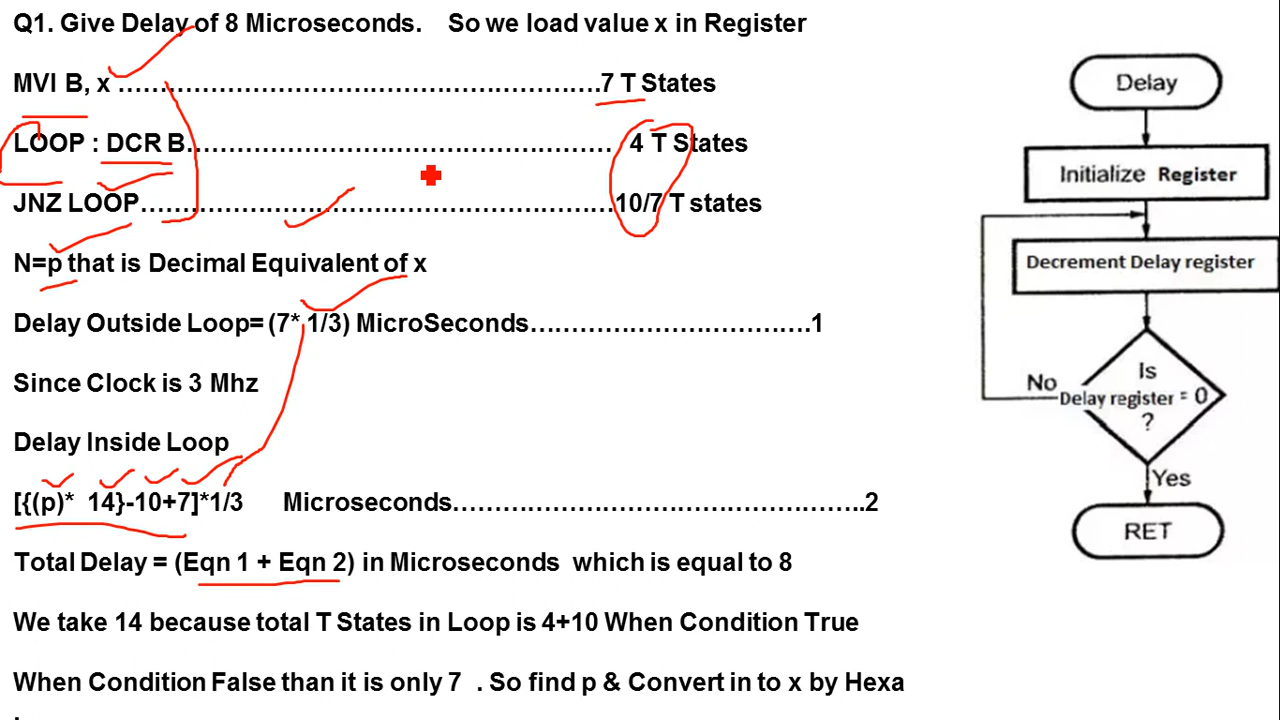 Q1. Give Delay of 8 Microseconds. So we load value x in Register
MVI B, x ……………………………………………………….7 T States
LOOP : DCR B………………………………………………… 4 T States
JNZ LOOP…………………………………………………….10/7 T states
N=p that is Decimal Equivalent of x
Delay Outside Loop= (7* 1/3) MicroSeconds……………………………….1
Since Clock is 3 Mhz
Delay Inside Loop
[{(p)* 14}-10+7]*1/3 Microseconds………………………………………………..2
Total Delay = (Eqn 1 + Eqn 2) in Microseconds which is equal to 8
We take 14 because total T States in Loop is 4+10 When Condition True
When Condition False than it is only 7 . So find p & Convert in to x by Hexa
Delay
Initialize Register
Decrement Delay register
Is
Delay register = 0
?
No
Yes
RET